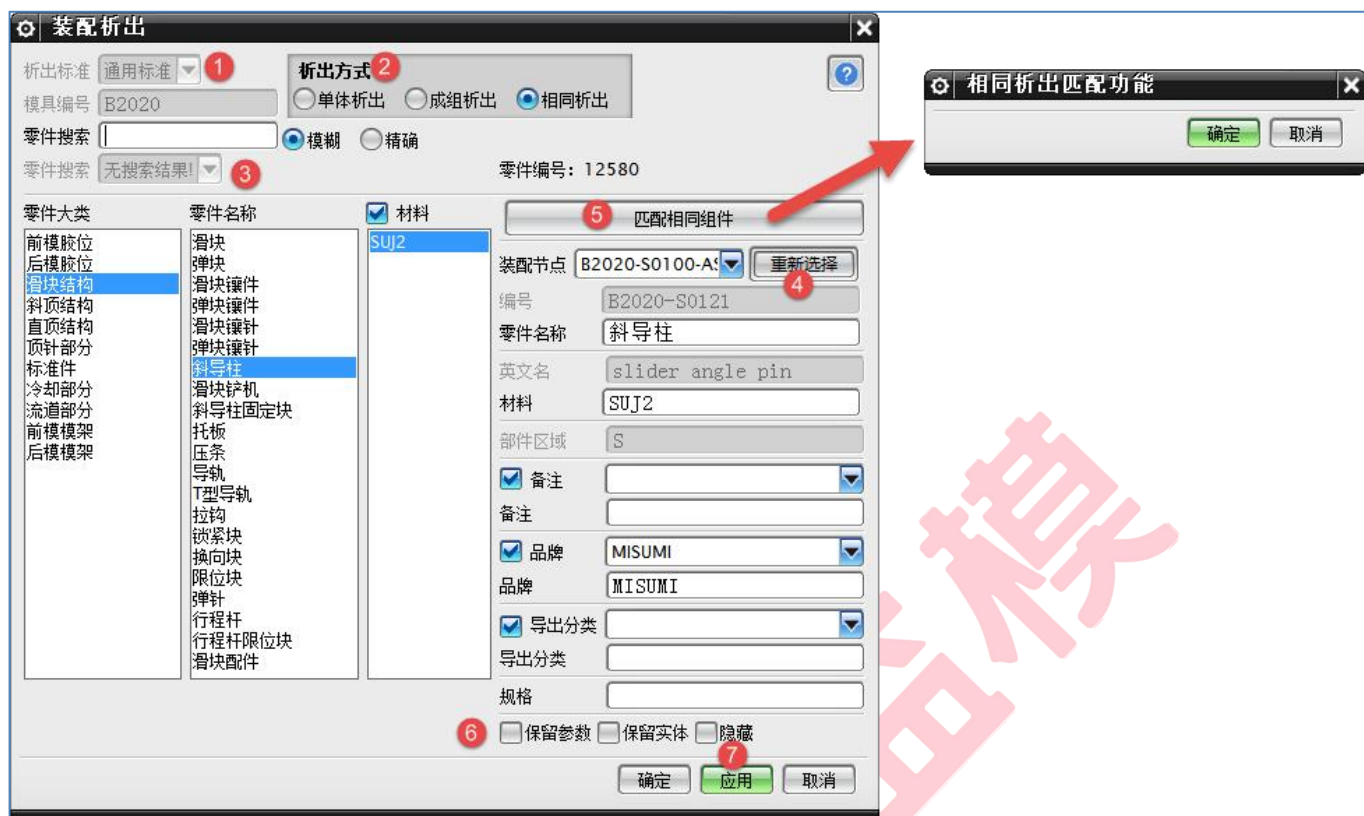 装配析出
析出标准 通用标准 1 析出方式 2
模具编号 B2020 单体析出 成组析出 相同析出
零件搜索 模糊 精确
零件搜索 无搜索结果! 3 零件编号: 12580
零件大类 零件名称 材料
前模胶位
后模胶位
滑块结构
斜顶结构
直顶结构
顶针部分
标准件
冷却部分
流道部分
前模模架
后模模架
滑块
弹块
滑块镶件
弹块镶件
滑块镶针
弹块镶针
斜导柱
滑块铲机
斜导柱固定块
托板
压条
导轨
T型导轨
拉钩
锁紧块
换向块
限位块
弹针
行程杆
行程杆限位块
滑块配件
SUJ2
5 匹配相同组件
装配节点 B2020-S0100-AS 重新选择
4
编号 B2020-S0121
零件名称 斜导柱
英文名 slider angle pin
材料 SUJ2
部件区域 S
备注
备注
品牌 MISUMI
品牌 MISUMI
导出分类
导出分类
规格
6 保留参数 保留实体 隐藏
7
确定 应用 取消
相同析出匹配功能
确定 取消